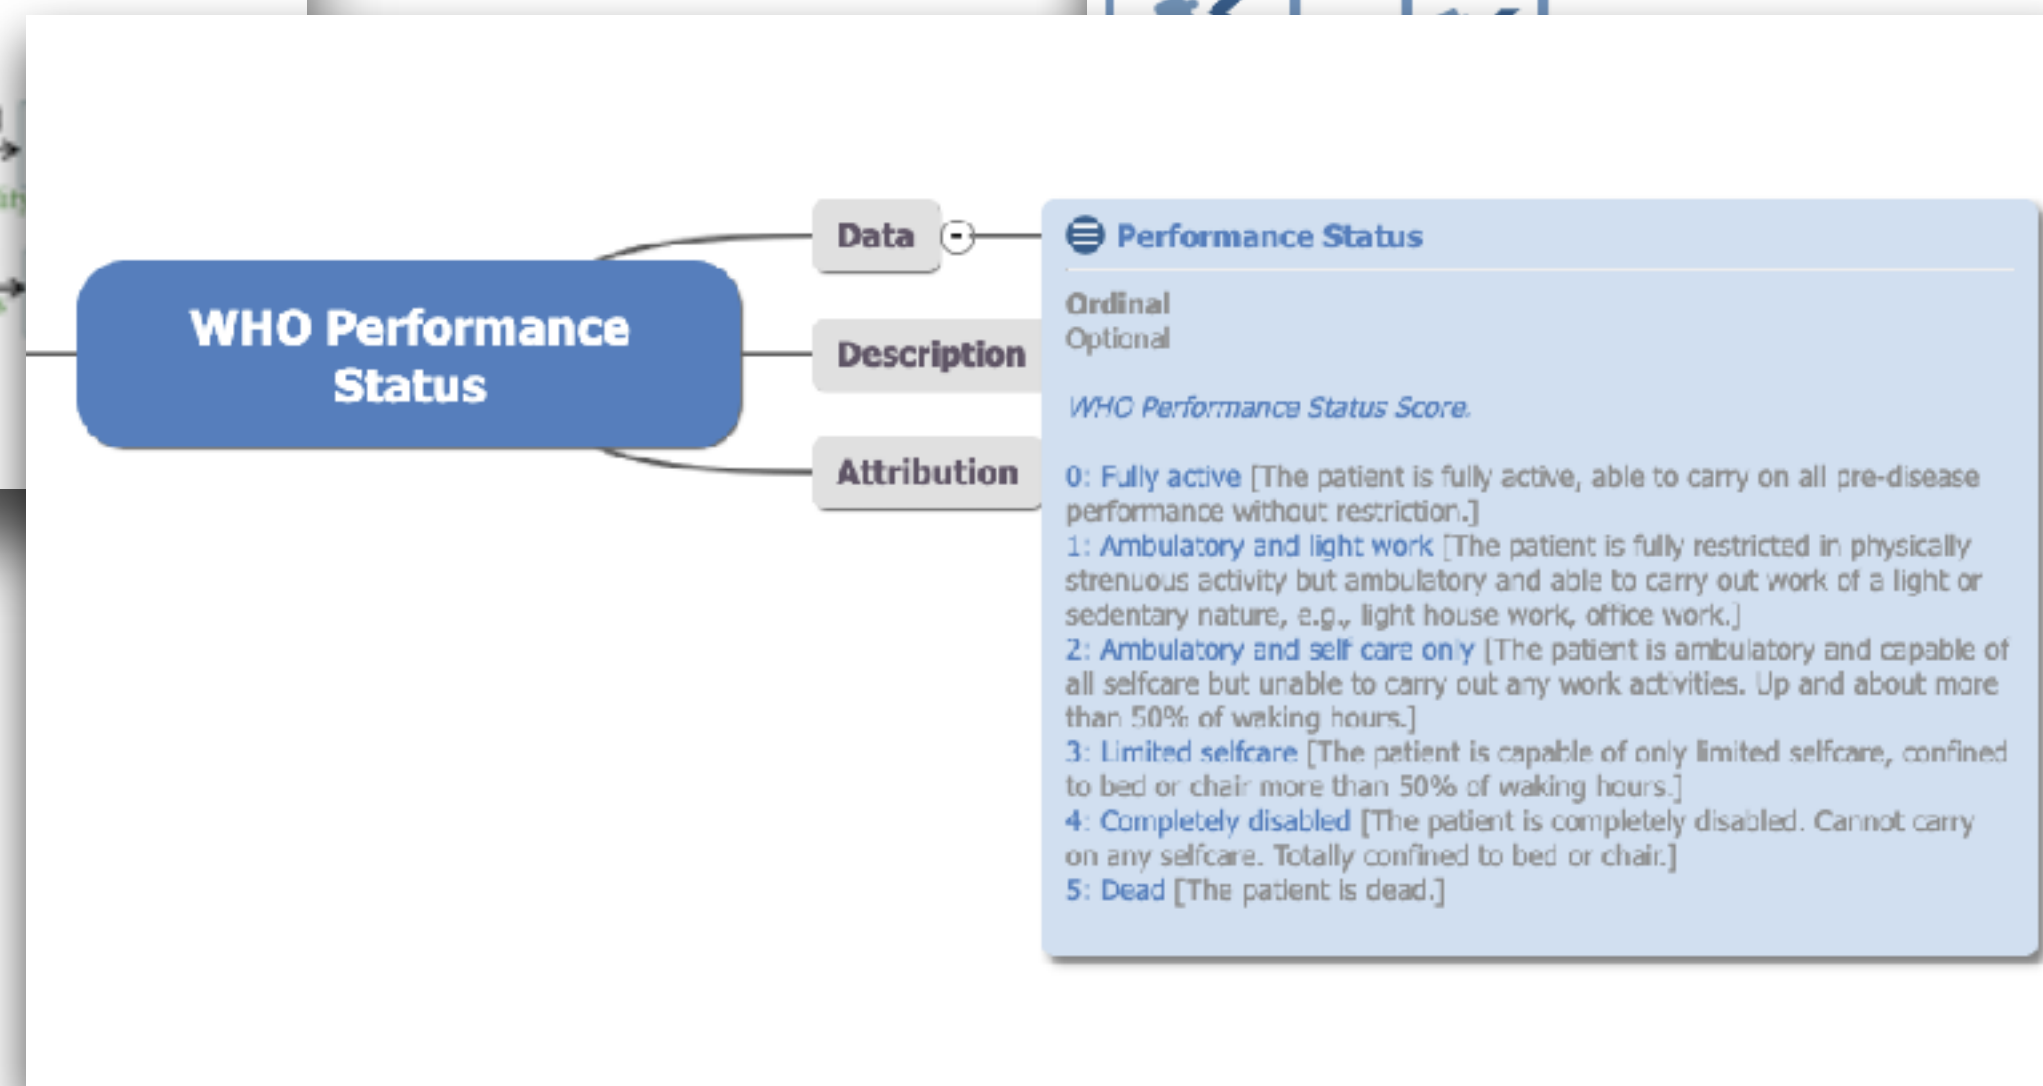 WHO Performance
Status
Data
-
Description
Attribution
Performance Status
Ordinal
Optional
WHO Performance Status Score.
0: Fully active [The patient is fully active, able to carry on all pre-disease
performance without restriction.]
1: Ambulatory and light work [The patient is fully restricted in physically
strenuous activity but ambulatory and able to carry out work of a light or
sedentary nature, e.g., light house work, office work.]
2: Ambulatory and self care only [The patient is ambulatory and capable of
all selfcare but unable to carry out any work activities. Up and about more
than 50% of waking hours.]
3: Limited selfcare [The patient is capable of only limited selfcare, confined
to bed or chair more than 50% of waking hours.]
4: Completely disabled [The patient is completely disabled. Cannot carry
on any selfcare. Totally confined to bed or chair.]
5: Dead [The patient is dead.]